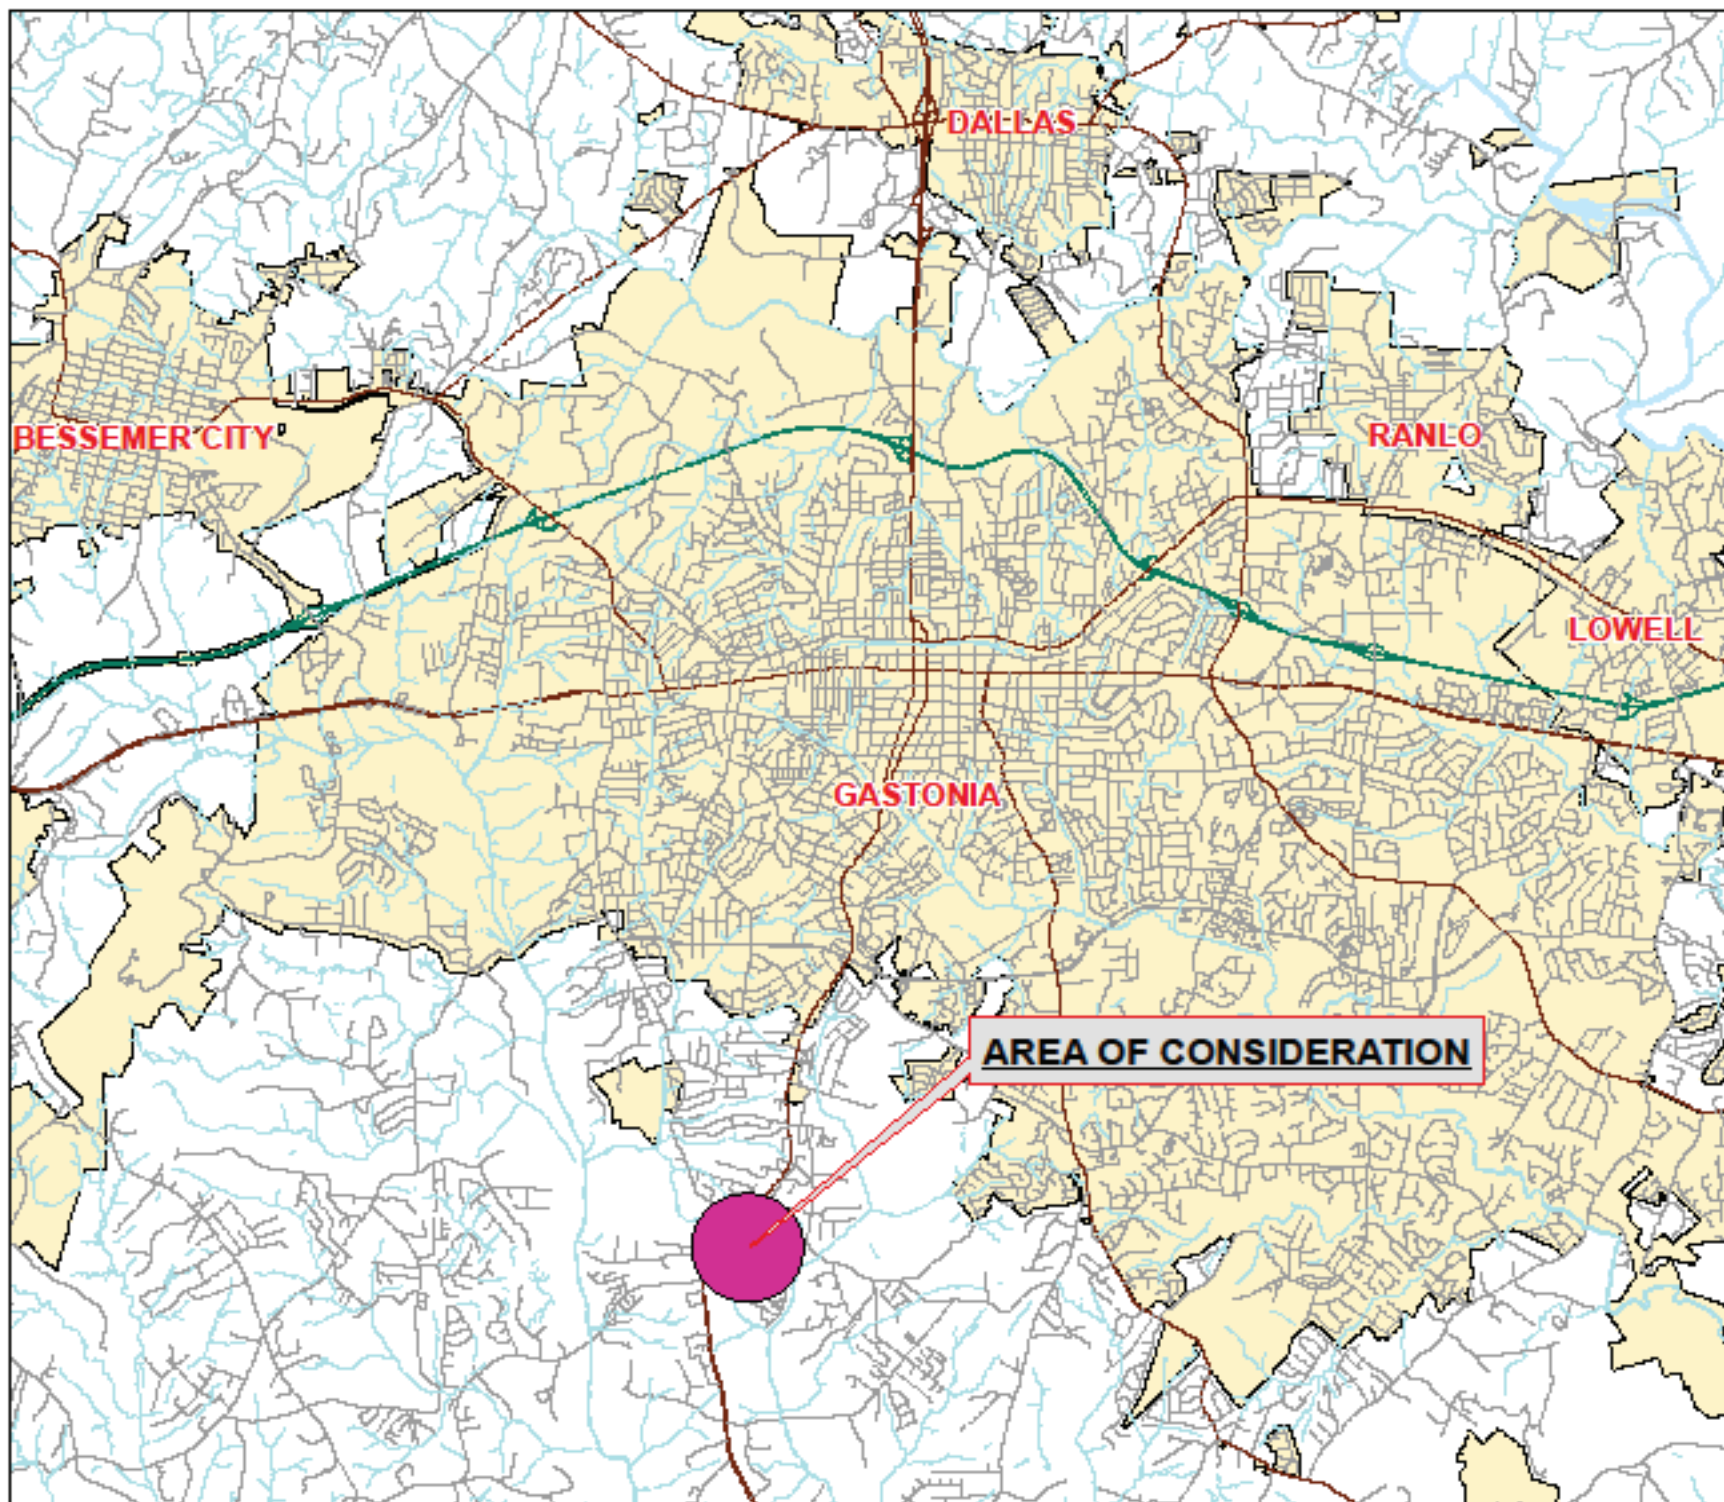 DALLAS
BESSEMER CITY
RANLO
LOWELL
GASTONIA
AREA OF CONSIDERATION